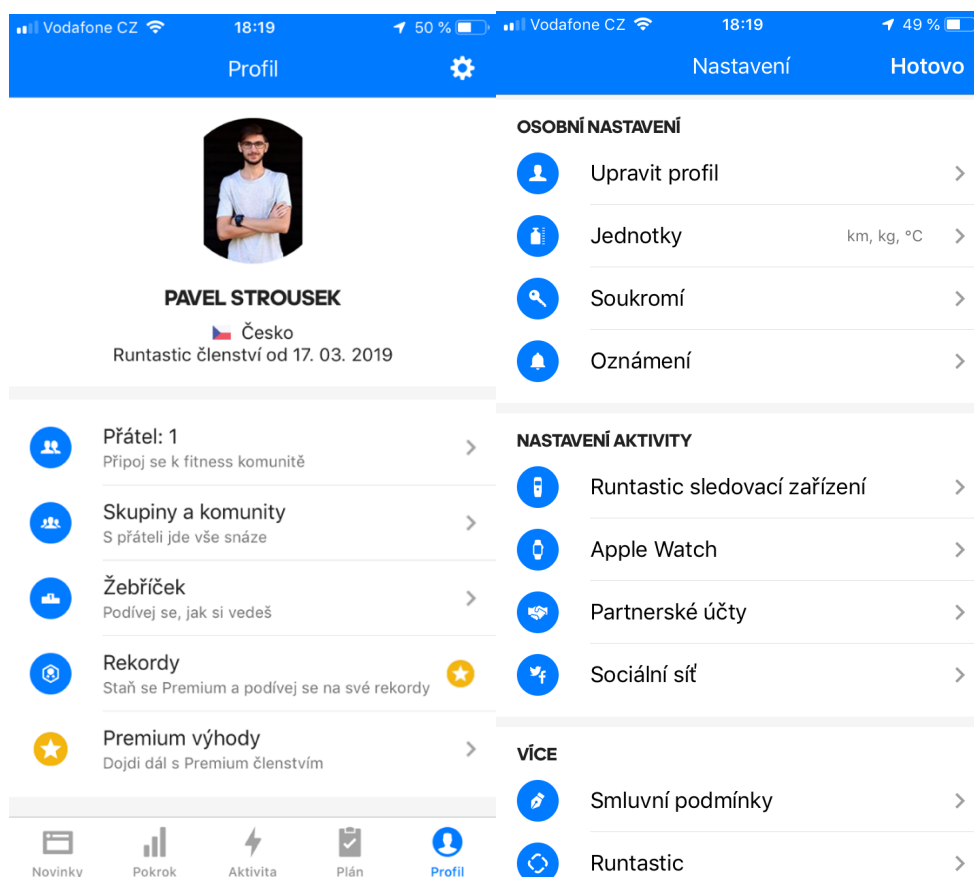 Vodafone CZ 18:19 50 %
Profil
PAVEL STROUSEK
Česko
Runtastic členství od 17. 03. 2019
Přátel: 1
Připoj se k fitness komunitě
Skupiny a komunity
S přáteli jde vše snáze
Žebříček
Podívej se, jak si vedeš
Rekordy
Staň se Premium a podívej se na své rekordy
Premium výhody
Dojdi dál s Premium členstvím
Novinky Pokrok Aktivita Plán Profil
Vodafone CZ 18:19 49 %
Nastavení Hotovo
OSOBNÍ NASTAVENÍ
Upravit profil
Jednotky km, kg, °C
Soukromí
Oznámení
NASTAVENÍ AKTIVITY
Runtastic sledovací zařízení
Apple Watch
Partnerské účty
Sociální síť
VÍCE
Smluvní podmínky
Runtastic